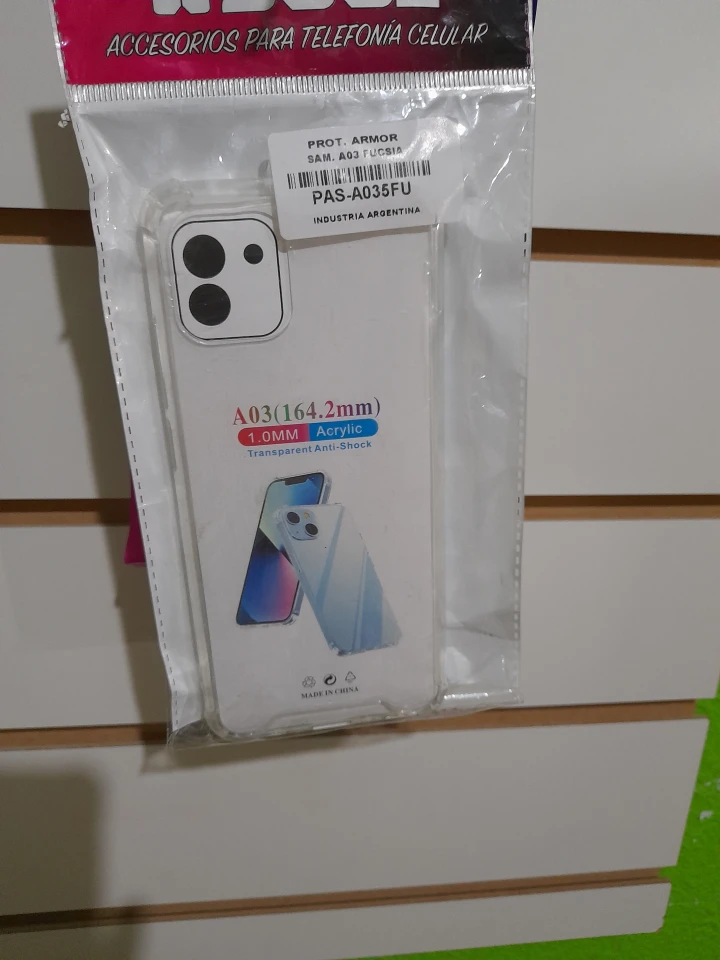 ACCESORIOS PARA TELEFONÍA CELULAR
PROT. ARMOR
SAM. A03 FUCSIA
PAS-A035FU
INDUSTRIA ARGENTINA
A03(164.2mm)
1.0MM Acrylic
Transparent Anti-Shock
MADE IN CHINA